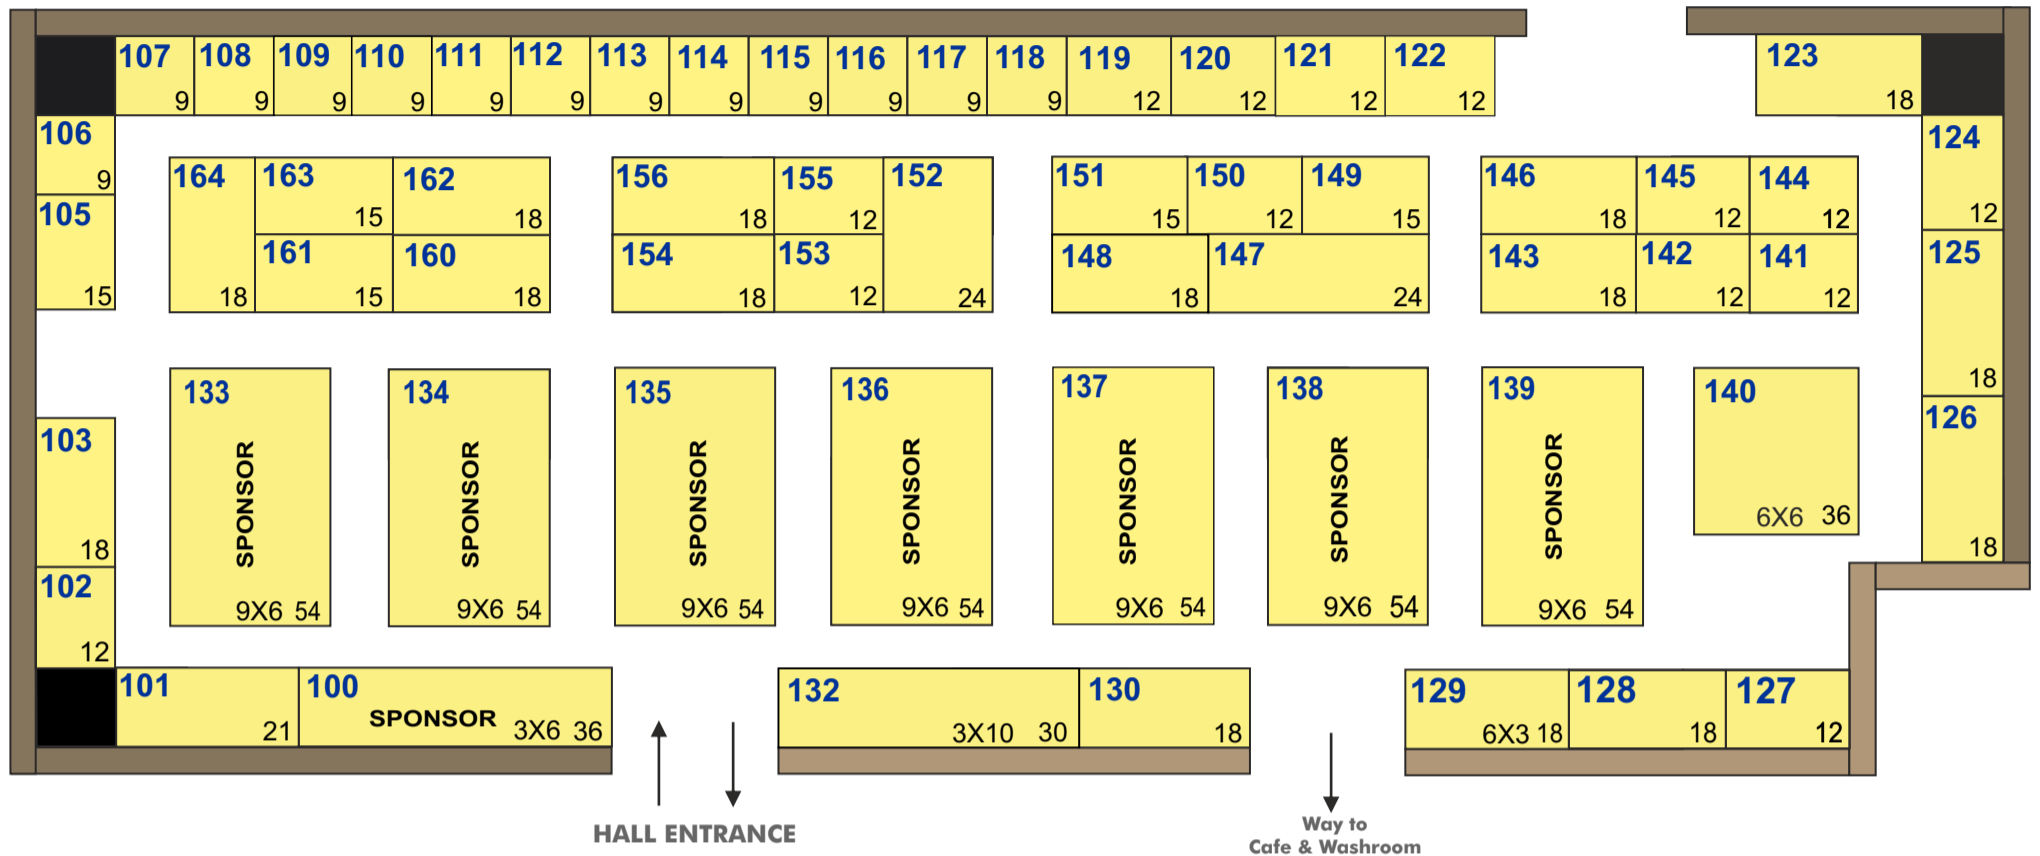 107 108 109 110 111 112 113 114 115 116 117 118 119 120 121 122 123
9 9 9 9 9 9 9 9 9 9 9 9 12 12 12 12 18
106 124
9 12
164 163 162 156 155 152 151 150 149 146 145 144
15 18 18 12 15 12 15 18 12 12
105 125
15 18
161 160 154 153 148 147 143 142 141
18 15 18 18 12 24 18 24 18 12 12
133 134 135 136 137 138 139 140
SPONSOR SPONSOR SPONSOR SPONSOR SPONSOR SPONSOR SPONSOR
6X6 36
9X6 54 9X6 54 9X6 54 9X6 54 9X6 54 9X6 54 9X6 54
103 126
18 18
102
12
101 100 132 130 129 128 127
21 SPONSOR 3X6 36 3X10 30 18 6X3 18 18 12
HALL ENTRANCE
Way to
Cafe & Washroom